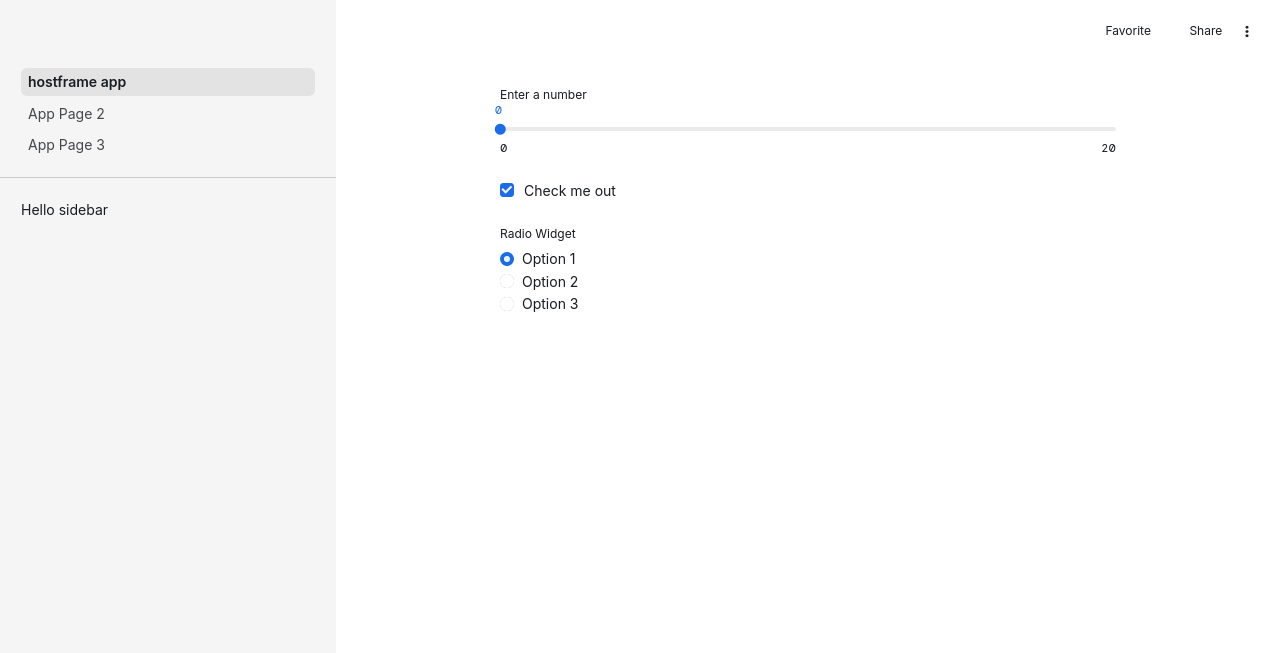 Favorite Share
hostframe app
App Page 2
App Page 3
Hello sidebar
Enter a number
0
0 20
Check me out
Radio Widget
Option 1
Option 2
Option 3